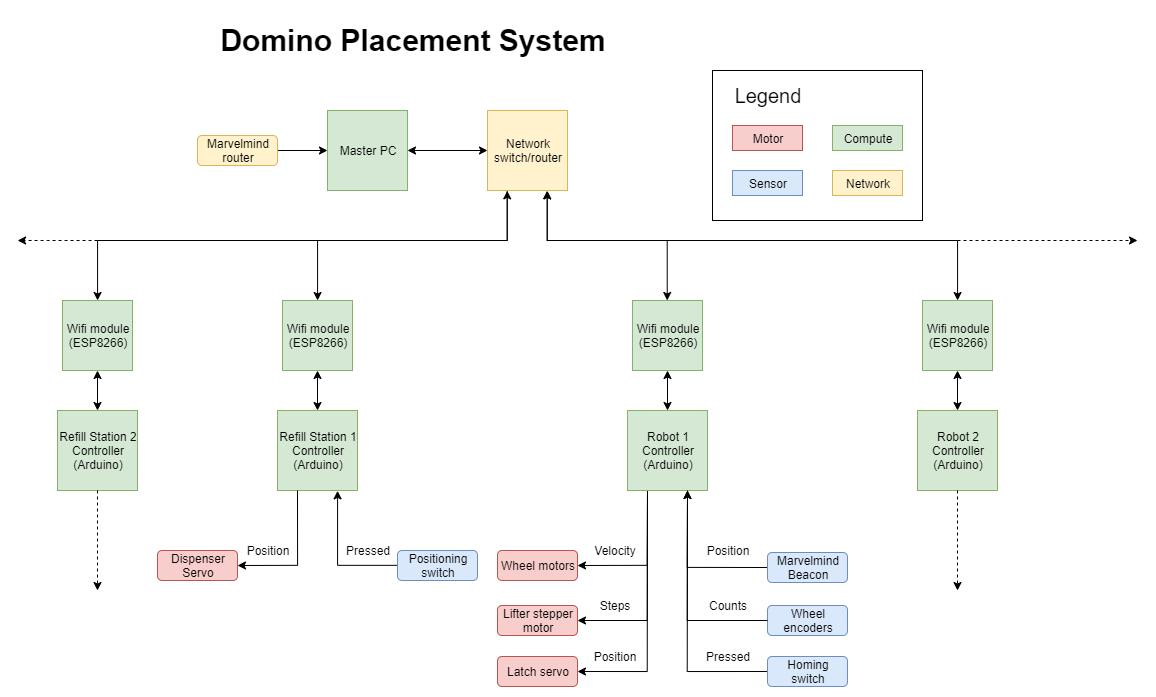 Domino Placement System
Legend
Motor
Compute
Sensor
Network
Marvelmind
router
Master PC
Network
switch/router
Wifi module
(ESP8266)
Wifi module
(ESP8266)
Wifi module
(ESP8266)
Wifi module
(ESP8266)
Refill Station 2
Controller
(Arduino)
Refill Station 1
Controller
(Arduino)
Robot 1
Controller
(Arduino)
Robot 2
Controller
(Arduino)
Dispenser
Servo
Position
Pressed
Positioning
switch
Wheel motors
Velocity
Position
Marvelmind
Beacon
Lifter stepper
motor
Steps
Counts
Wheel
encoders
Latch servo
Position
Pressed
Homing
switch